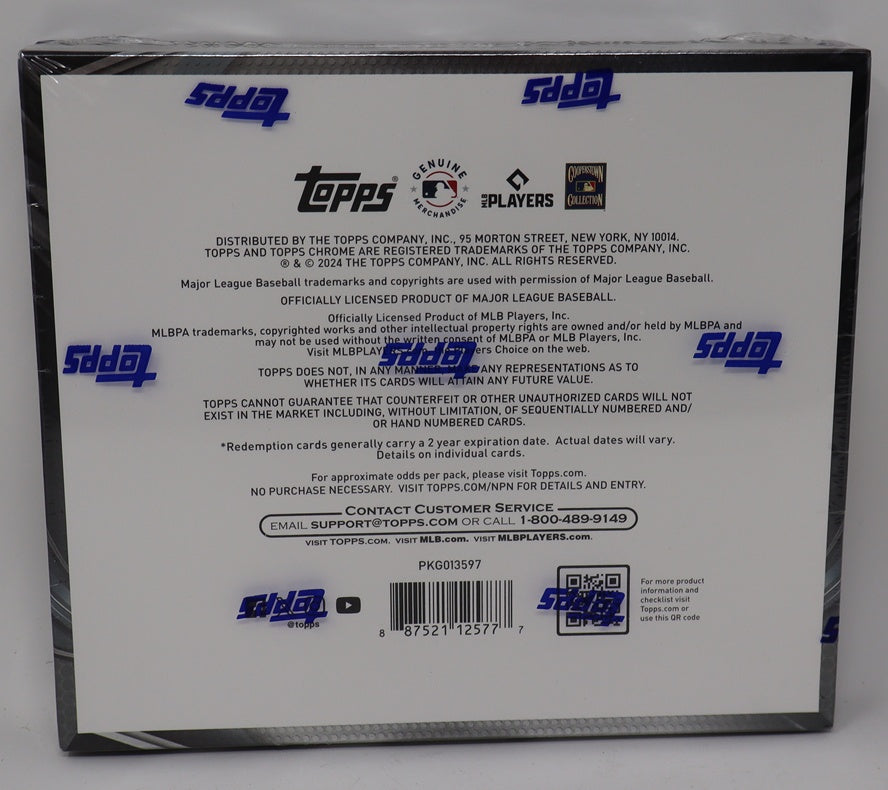 topps
topps
topps®
GENUINE
MERCHANDISE
MLB PLAYERS
COOPERSTOWN
COLLECTION
DISTRIBUTED BY THE TOPPS COMPANY, INC., 95 MORTON STREET, NEW YORK, NY 10014.
TOPPS AND TOPPS CHROME ARE REGISTERED TRADEMARKS OF THE TOPPS COMPANY, INC.
® & © 2024 THE TOPPS COMPANY, INC. ALL RIGHTS RESERVED.
Major League Baseball trademarks and copyrights are used with permission of Major League Baseball.
OFFICIALLY LICENSED PRODUCT OF MAJOR LEAGUE BASEBALL.
Officially Licensed Product of MLB Players, Inc.
MLBPA trademarks, copyrighted works and other intellectual property rights are owned and/or held by MLBPA and
may not be used without the written consent of MLBPA or MLB Players, Inc.
Visit Choice on the web.
topps
topps
topps
TOPPS DOES NOT, IN ANY MANNER, MAKE ANY REPRESENTATIONS AS TO
WHETHER ITS CARDS WILL ATTAIN ANY FUTURE VALUE.
TOPPS CANNOT GUARANTEE THAT COUNTERFEIT OR OTHER UNAUTHORIZED CARDS WILL NOT
EXIST IN THE MARKET INCLUDING, WITHOUT LIMITATION, OF SEQUENTIALLY NUMBERED AND/
OR HAND NUMBERED CARDS.
*Redemption cards generally carry a 2 year expiration date. Actual dates will vary.
Details on individual cards.
For approximate odds per pack, please visit Topps.com.
NO PURCHASE NECESSARY. VISIT TOPPS.COM/NPN FOR DETAILS AND ENTRY.
CONTACT CUSTOMER SERVICE
EMAIL SUPPORT@TOPPS.COM OR CALL 1-800-489-9149
VISIT TOPPS.COM. VISIT MLB.com. VISIT MLBPLAYERS.com.
PKG013597
topps
@topps
8 87521 12577 7
topps
For more product
information and
checklist visit
Topps.com or
use this QR code